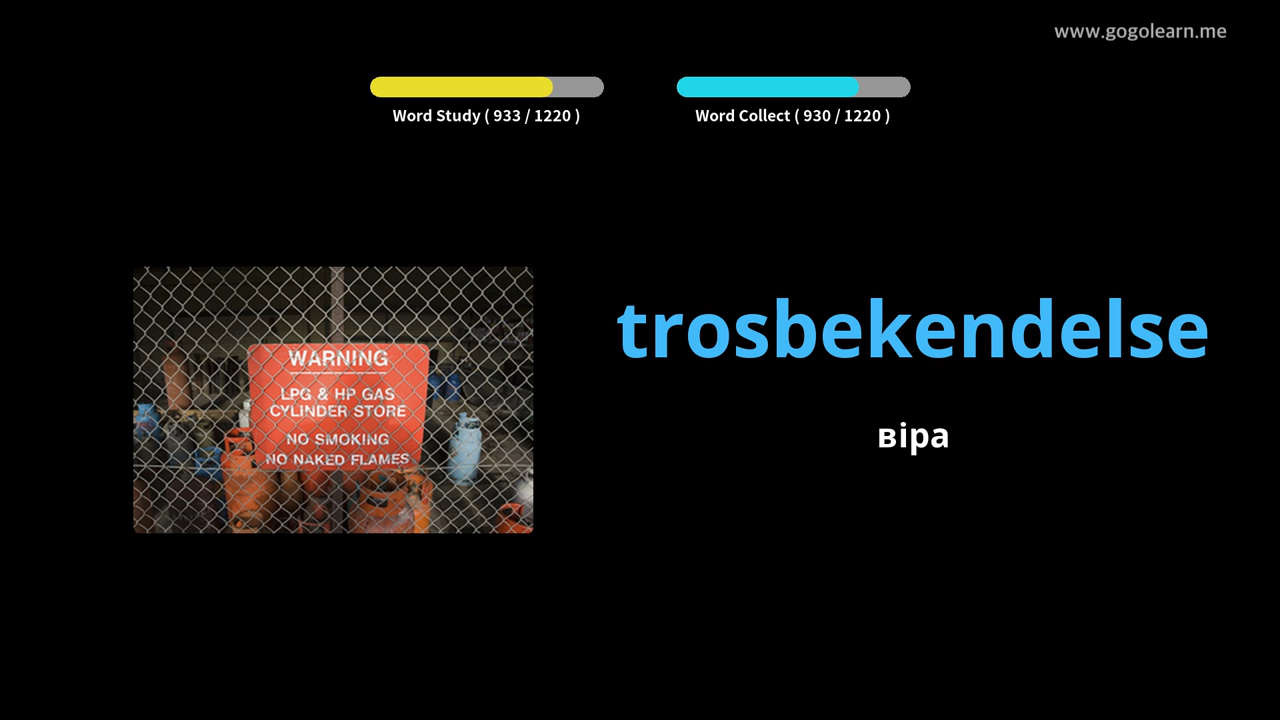 www.gogolearn.me
Word Study ( 933 / 1220 )
Word Collect ( 930 / 1220 )
WARNING
LPG & HP GAS
CYLINDER STORE
NO SMOKING
NO NAKED FLAMES
trosbekendelse
віра